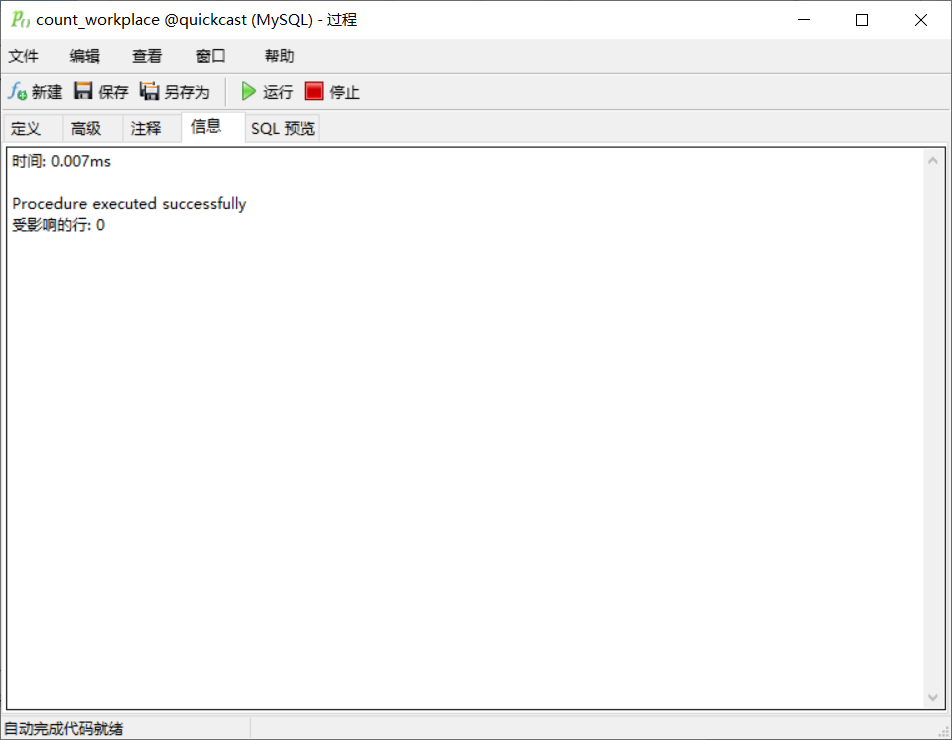 count_workplace @quickcast (MySQL) - 过程
文件 编辑 查看 窗口 帮助
新建 保存 另存为 运行 停止
定义 高级 注释 信息 SQL 预览
时间: 0.007ms
Procedure executed successfully
受影响的行: 0
自动完成代码就绪